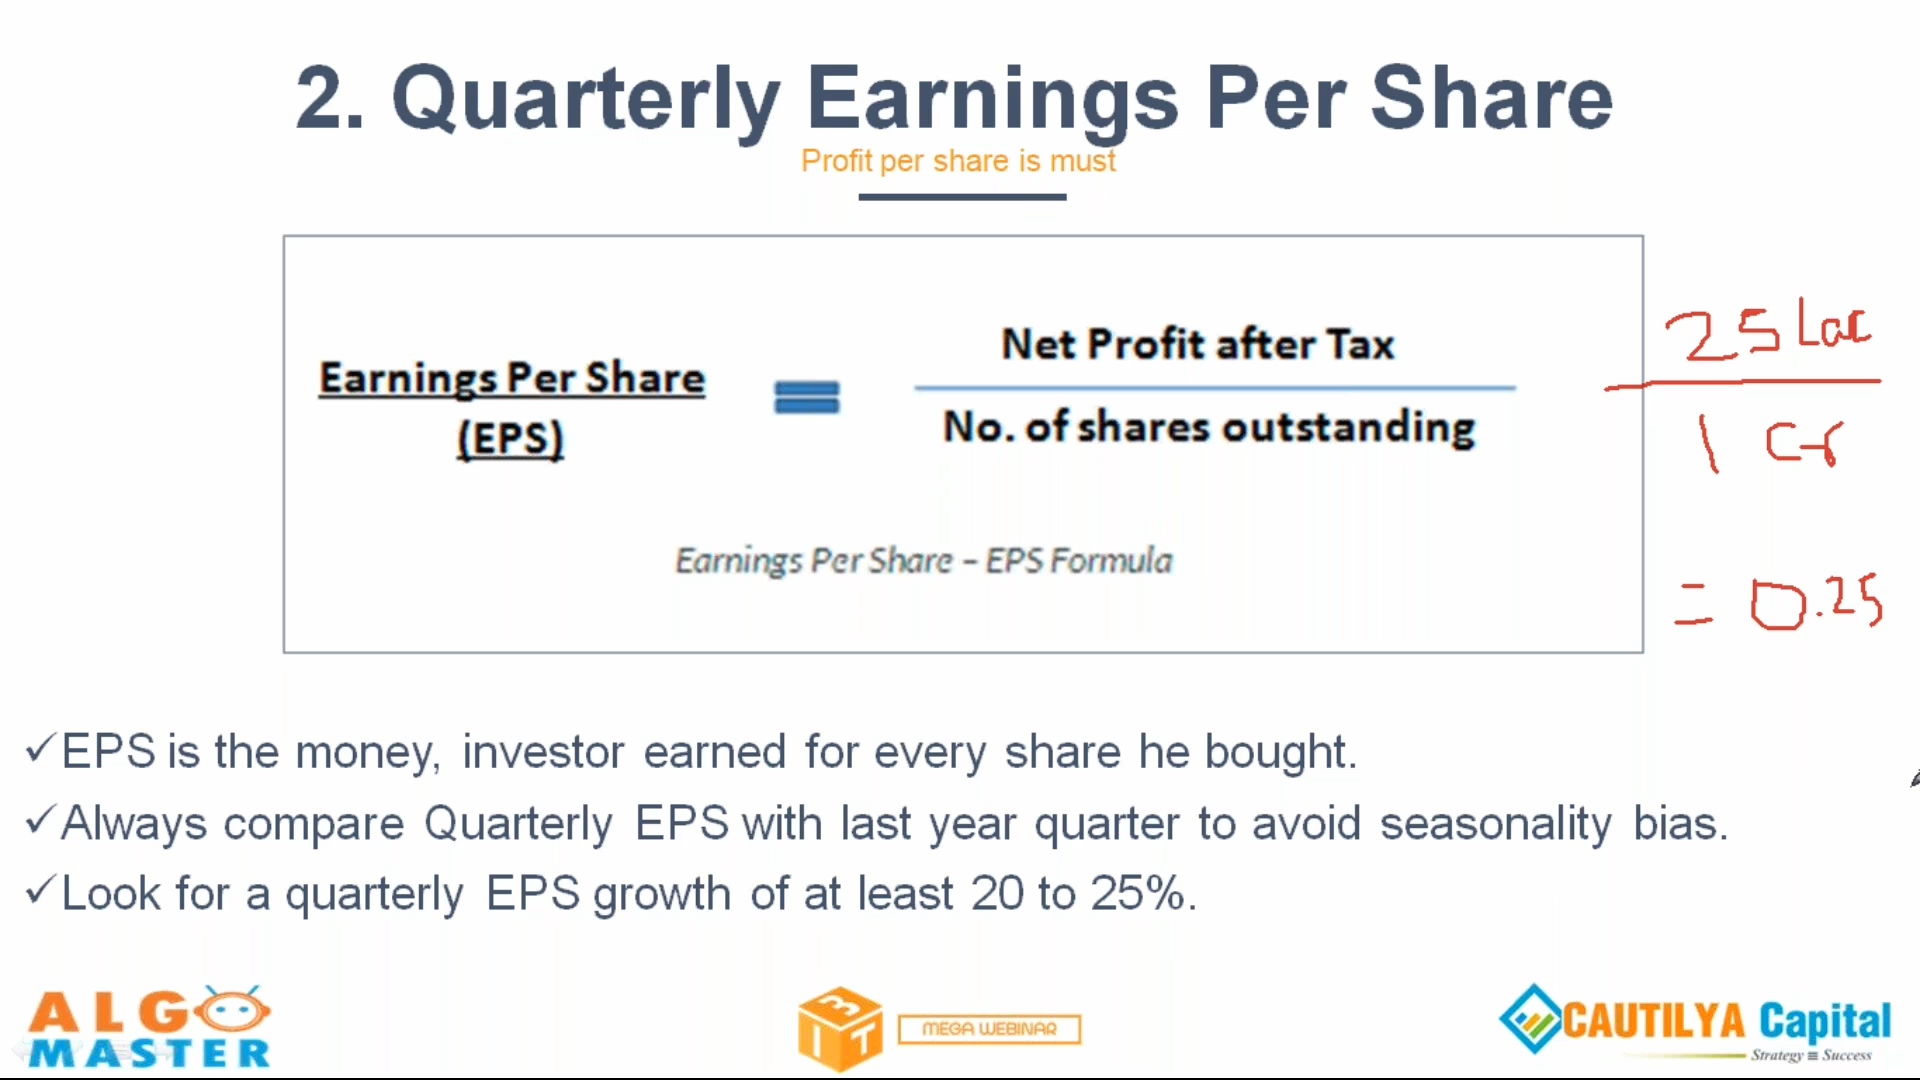 2. Quarterly Earnings Per Share
Profit per share is must
Earnings Per Share
(EPS)
=
Net Profit after Tax
No. of shares outstanding
Earnings Per Share – EPS Formula
25 Lac
1 Cr
= 0.25
✓EPS is the money, investor earned for every share he bought.
✓Always compare Quarterly EPS with last year quarter to avoid seasonality bias.
✓Look for a quarterly EPS growth of at least 20 to 25%.
ALGO
MASTER
3
IT
MEGA WEBINAR
CAUTILYA Capital
Strategy ≡ Success